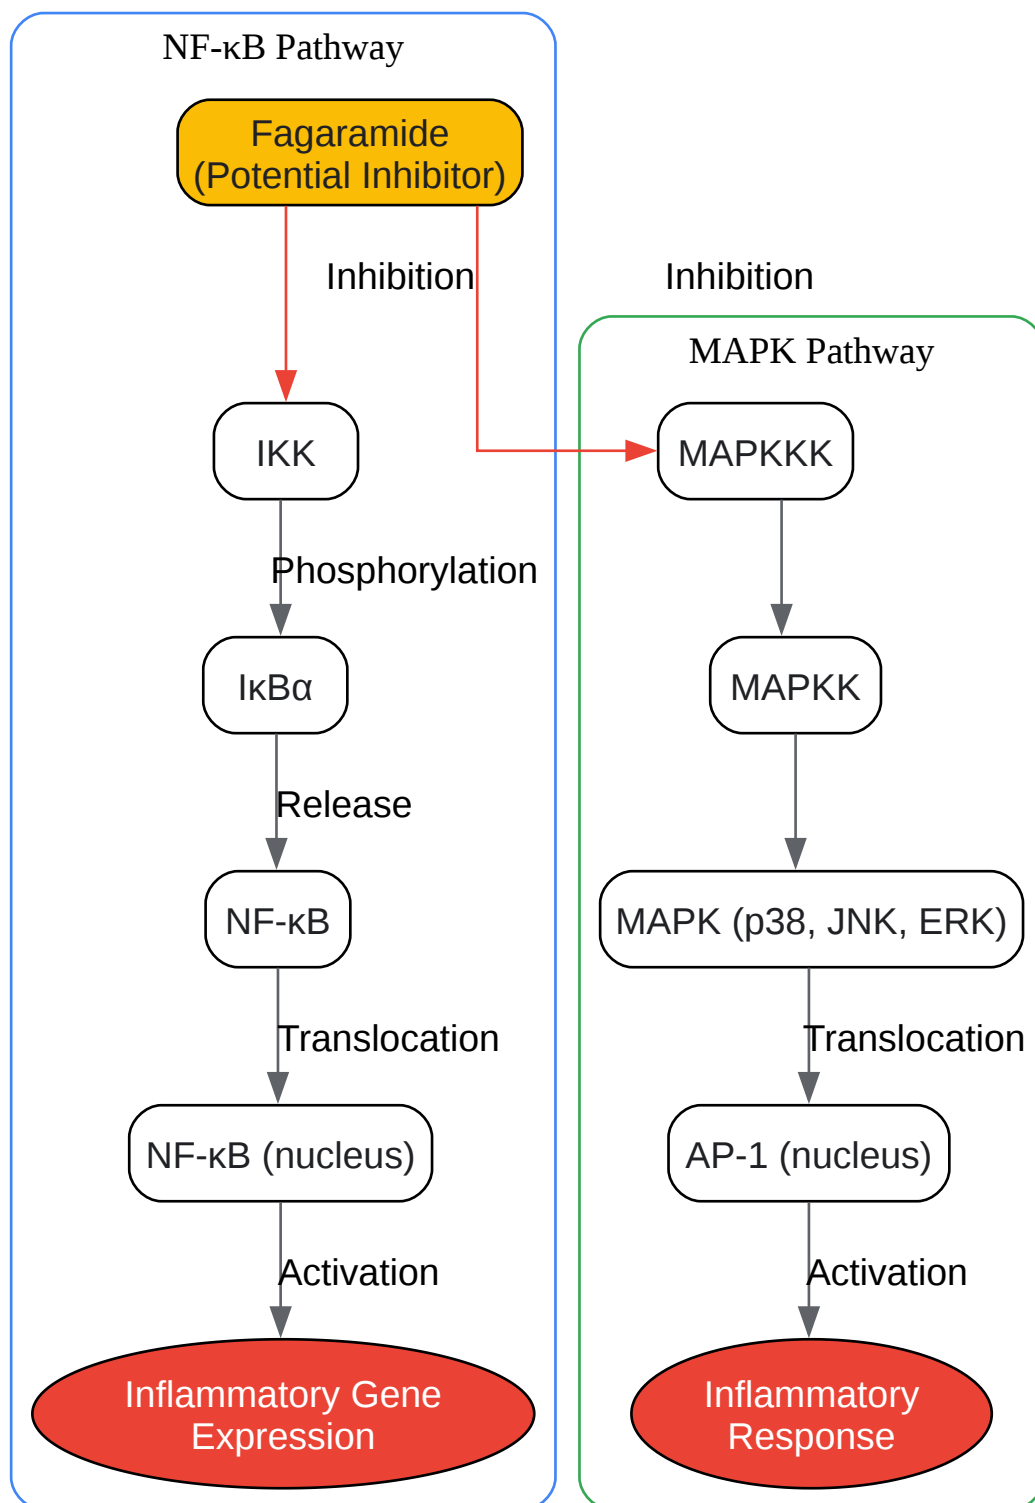 NF-κB Pathway
Fagaramide
(Potential Inhibitor)
Inhibition
Inhibition
MAPK Pathway
IKK
MAPKKK
Phosphorylation
IκBα
MAPKK
Release
NF-κB
MAPK (p38, JNK, ERK)
Translocation
Translocation
NF-κB (nucleus)
AP-1 (nucleus)
Activation
Activation
Inflammatory Gene
Expression
Inflammatory
Response